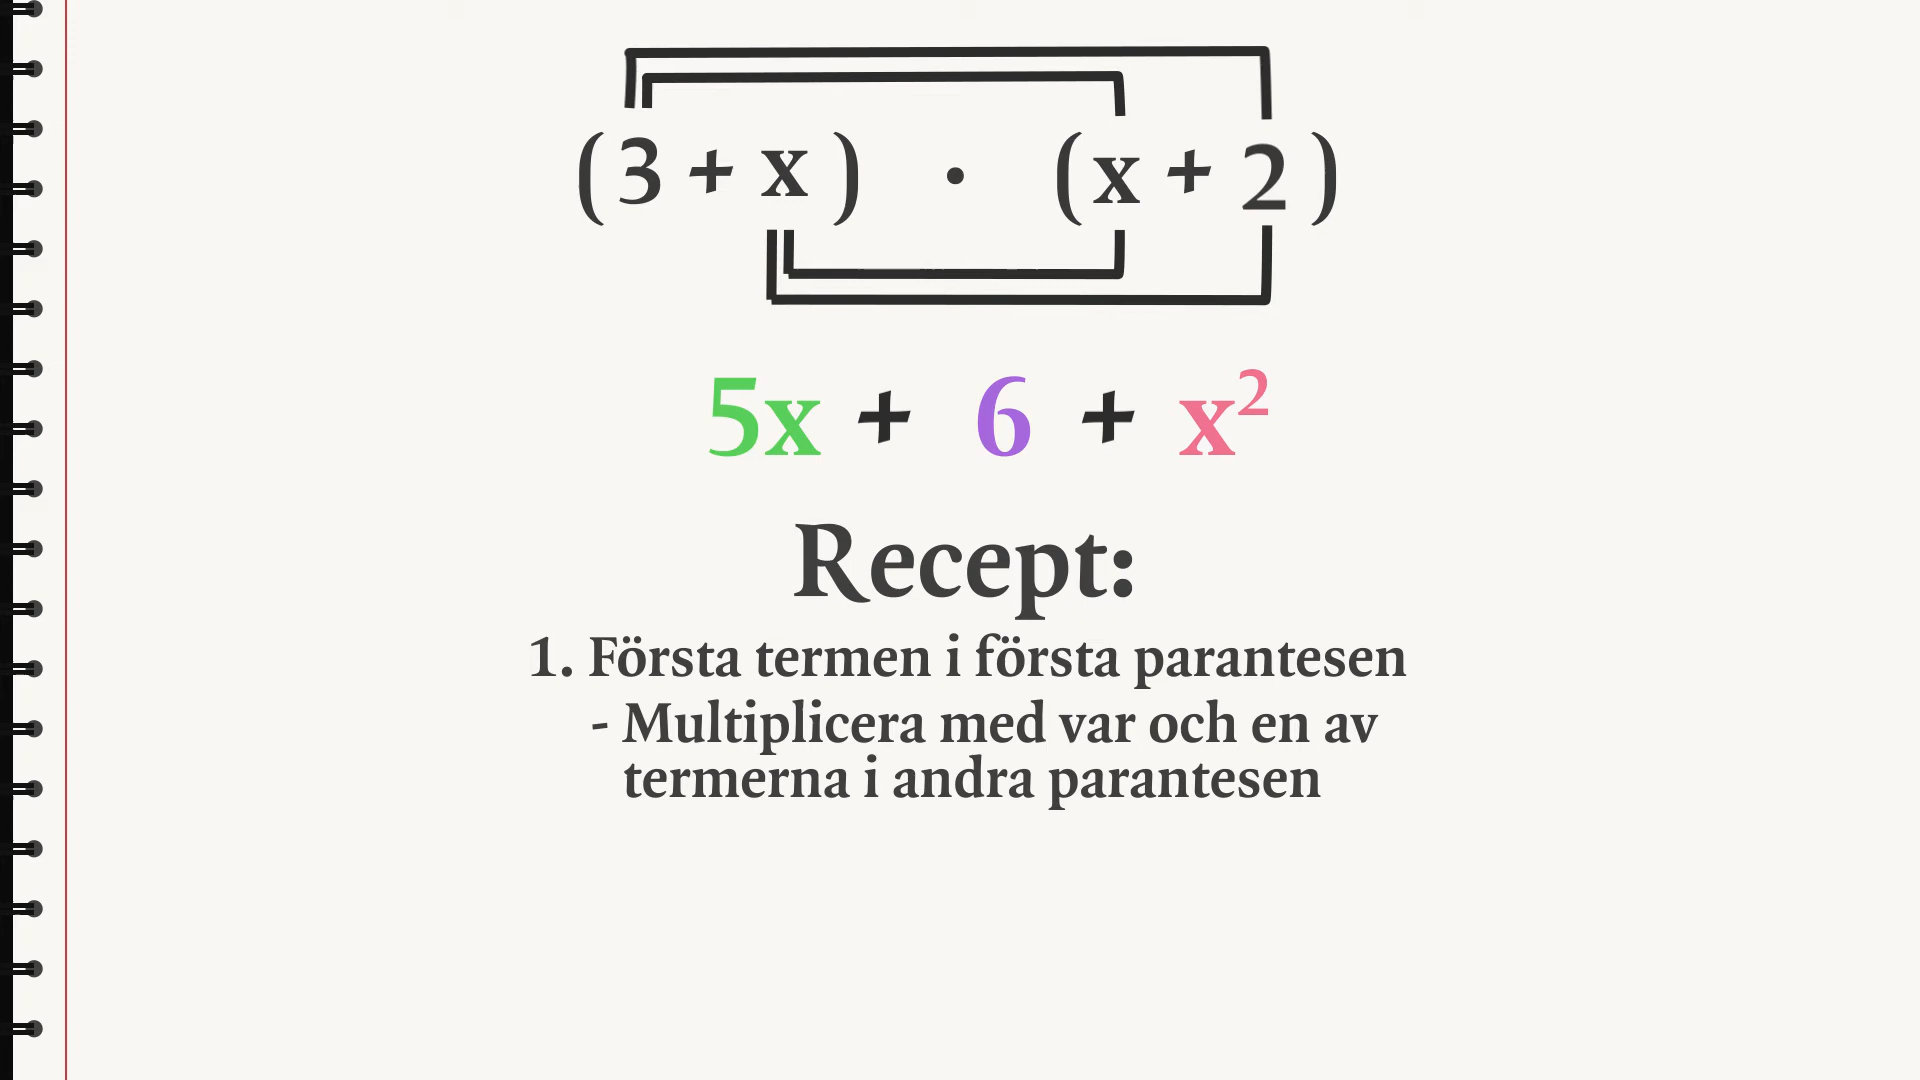 (3 + x) · (x + 2)
5x + 6 + x²
Recept:
1. Första termen i första parantesen
- Multiplicera med var och en av
termerna i andra parantesen